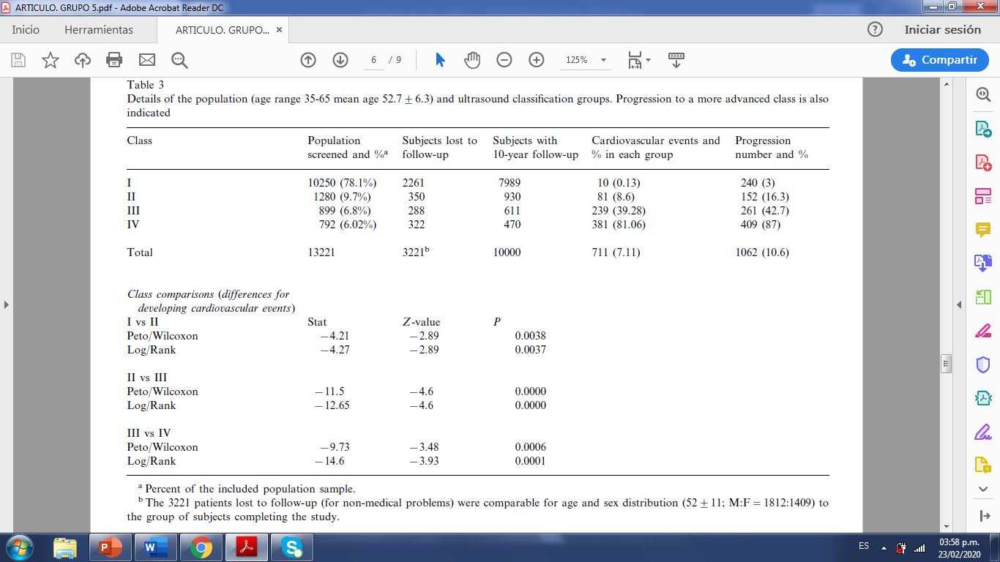 ARTICULO. GRUPO 5.pdf - Adobe Acrobat Reader DC
Inicio Herramientas ARTICULO. GRUPO... × Iniciar sesión
6 / 9 125% Compartir
Table 3
Details of the population (age range 35-65 mean age 52.7 ± 6.3) and ultrasound classification groups. Progression to a more advanced class is also
indicated
Class Population Subjects lost to Subjects with Cardiovascular events and Progression
screened and %a follow-up 10-year follow-up % in each group number and %
I 10250 (78.1%) 2261 7989 10 (0.13) 240 (3)
II 1280 (9.7%) 350 930 81 (8.6) 152 (16.3)
III 899 (6.8%) 288 611 239 (39.28) 261 (42.7)
IV 792 (6.02%) 322 470 381 (81.06) 409 (87)
Total 13221 3221b 10000 711 (7.11) 1062 (10.6)
Class comparisons (differences for
developing cardiovascular events)
I vs II Stat Z-value P
Peto/Wilcoxon −4.21 −2.89 0.0038
Log/Rank −4.27 −2.89 0.0037
II vs III
Peto/Wilcoxon −11.5 −4.6 0.0000
Log/Rank −12.65 −4.6 0.0000
III vs IV
Peto/Wilcoxon −9.73 −3.48 0.0006
Log/Rank −14.6 −3.93 0.0001
a Percent of the included population sample.
b The 3221 patients lost to follow-up (for non-medical problems) were comparable for age and sex distribution (52 ± 11; M:F = 1812:1409) to
the group of subjects completing the study.
ES 03:58 p.m.
23/02/2020